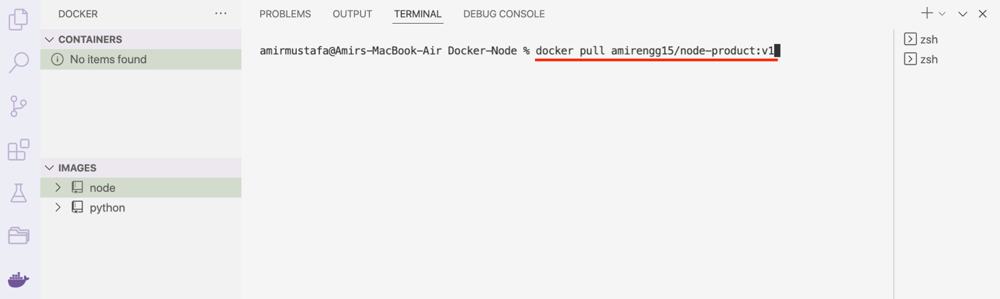 DOCKER ···
PROBLEMS OUTPUT TERMINAL DEBUG CONSOLE
CONTAINERS
No items found
amirmustafa@Amirs-MacBook-Air Docker-Node % docker pull amirengg15/node-product:v1
zsh
zsh
IMAGES
node
python